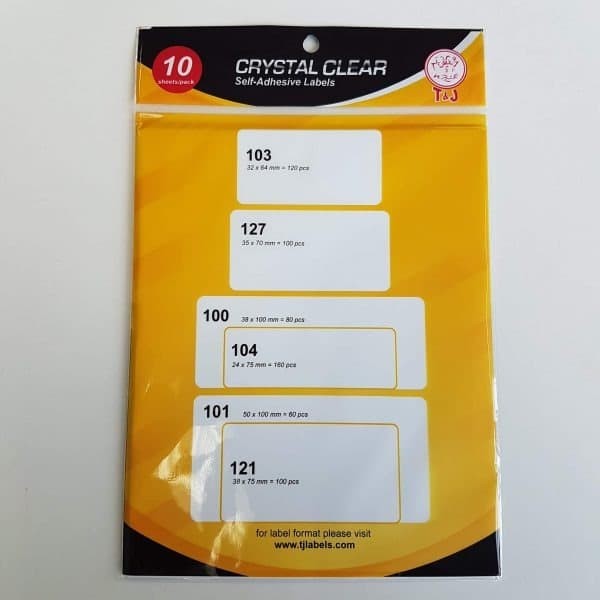 10
sheets/pack
CRYSTAL CLEAR
Self-Adhesive Labels
T&J
103
32 x 64 mm = 120 pcs
127
35 x 70 mm = 100 pcs
100 38 x 100 mm = 80 pcs
104
24 x 75 mm = 160 pcs
101 50 x 100 mm = 60 pcs
121
38 x 75 mm = 100 pcs
for label format please visit
www.tjlabels.com